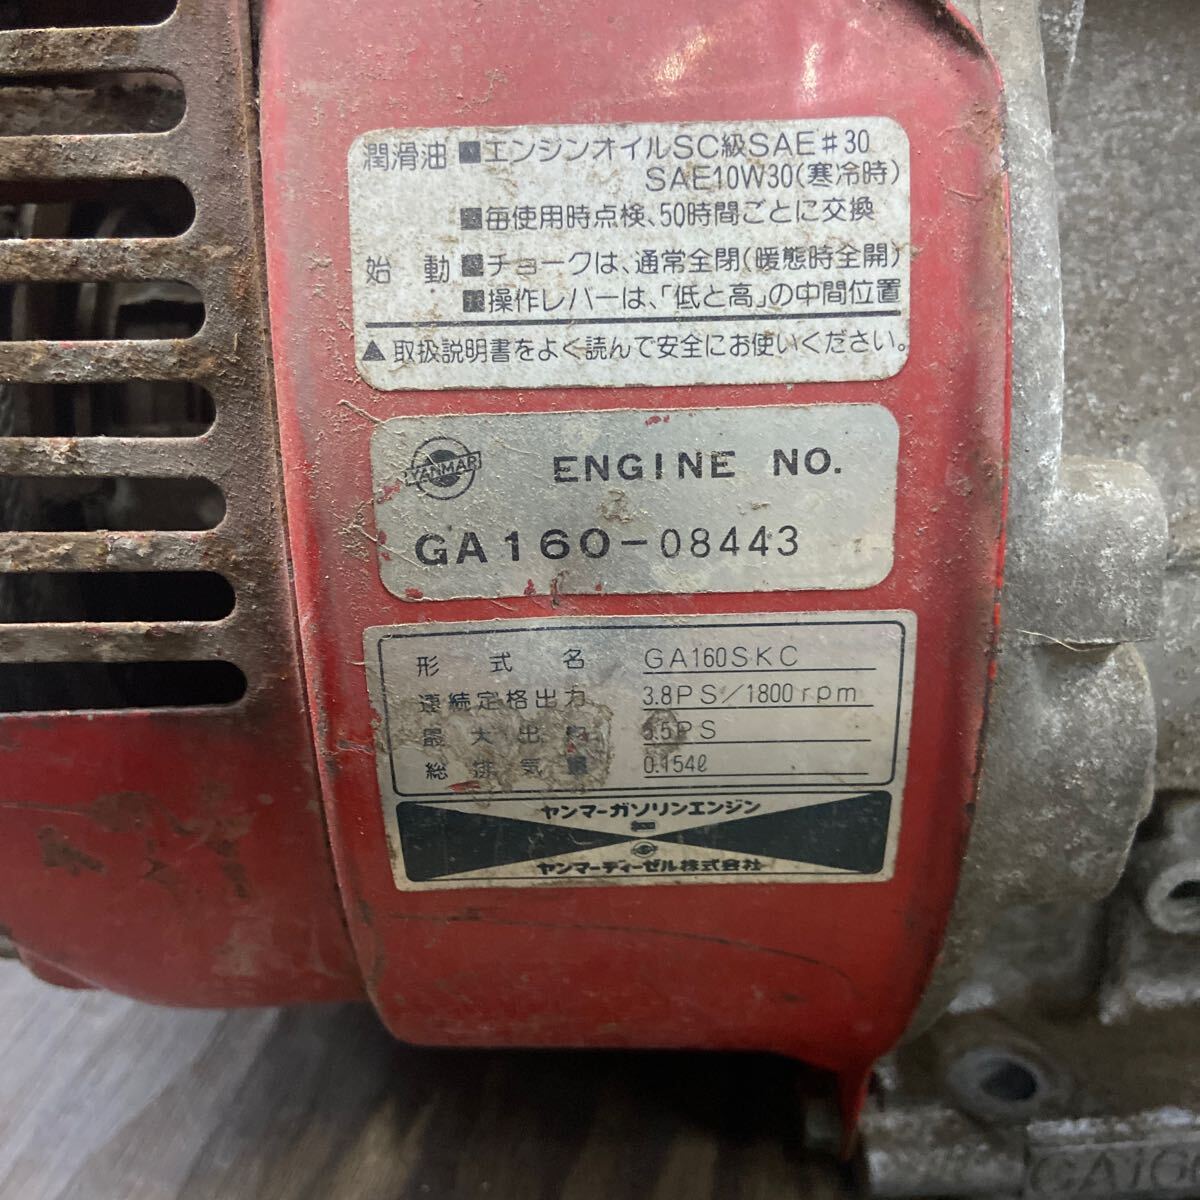 潤滑油 ■エンジンオイルSC級SAE♯30
SAE10W30(寒冷時)
■毎使用時点検、50時間ごとに交換
始動 ■チョークは、通常全閉(暖態時全開)
■操作レバーは、「低と高」の中間位置
▲取扱説明書をよく読んで安全にお使いください。
YANMAR ENGINE NO.
GA160-08443
形式名 GA160SKC
連続定格出力 3.8PS/1800rpm
最大出力 5.5PS
総排気量 0.154ℓ
ヤンマーガソリンエンジン
ヤンマーディーゼル株式会社